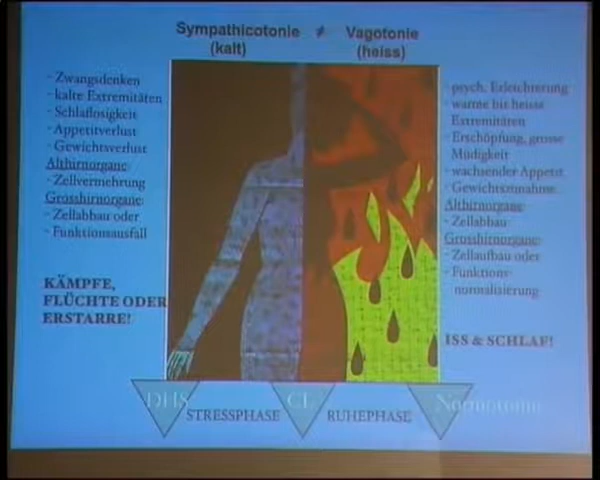 Sympathicotonie ≠ Vagotonie
(kalt) (heiss)
- Zwangsdenken
- kalte Extremitäten
- Schlaflosigkeit
- Appetitverlust
- Gewichtsverlust
Althirnorgane:
- Zellvermehrung
Grosshirnorgane:
- Zellabbau oder
- Funktionsausfall
KÄMPFE,
FLÜCHTE ODER
ERSTARRE!
- psych. Erleichterung
- warme bis heisse
Extremitäten
- Erschöpfung, grosse
Müdigkeit
- wachsender Appetit
- Gewichtszunahme
Althirnorgane:
- Zellabbau
Grosshirnorgane:
- Zellaufbau oder
- Funktions-
normalisierung
ISS & SCHLAF!
DHS STRESSPHASE CL RUHEPHASE Normotonie